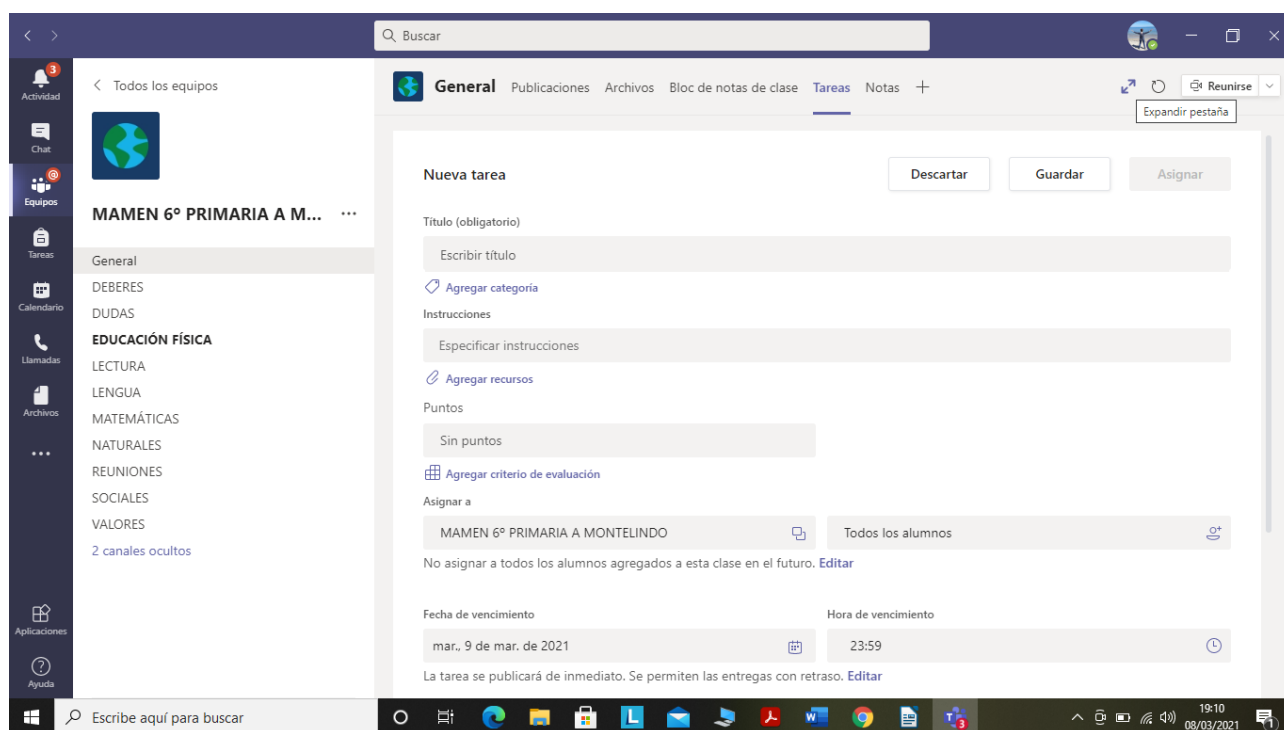 Buscar
3
Actividad
Chat
@
Equipos
Tareas
Calendario
Llamadas
Archivos
Aplicaciones
Ayuda
Todos los equipos
MAMEN 6º PRIMARIA A M... ...
General
DEBERES
DUDAS
EDUCACIÓN FÍSICA
LECTURA
LENGUA
MATEMÁTICAS
NATURALES
REUNIONES
SOCIALES
VALORES
2 canales ocultos
General Publicaciones Archivos Bloc de notas de clase Tareas Notas +
Reunirse
Expandir pestaña
Nueva tarea
Descartar Guardar Asignar
Título (obligatorio)
Escribir título
Agregar categoría
Instrucciones
Especificar instrucciones
Agregar recursos
Puntos
Sin puntos
Agregar criterio de evaluación
Asignar a
MAMEN 6º PRIMARIA A MONTELINDO Todos los alumnos
No asignar a todos los alumnos agregados a esta clase en el futuro. Editar
Fecha de vencimiento Hora de vencimiento
mar., 9 de mar. de 2021 23:59
La tarea se publicará de inmediato. Se permiten las entregas con retraso. Editar
Escribe aquí para buscar
19:10
08/03/2021